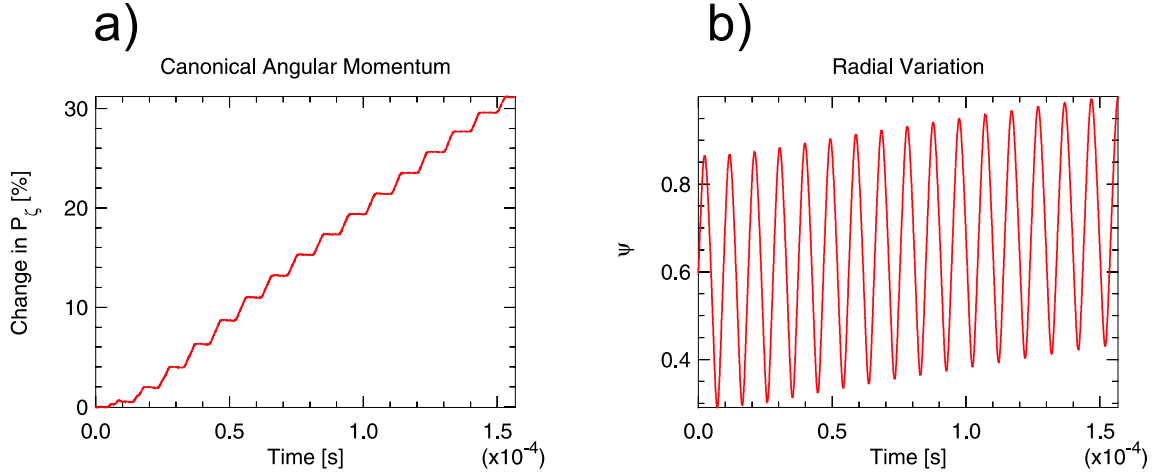 a)
Canonical Angular Momentum
Change in Pζ [%]
30
20
10
0
0.0
0.5
1.0
1.5
Time [s]
(x10-4)
b)
Radial Variation
ψ
0.8
0.6
0.4
0.0
0.5
1.0
1.5
Time [s]
(x10-4)